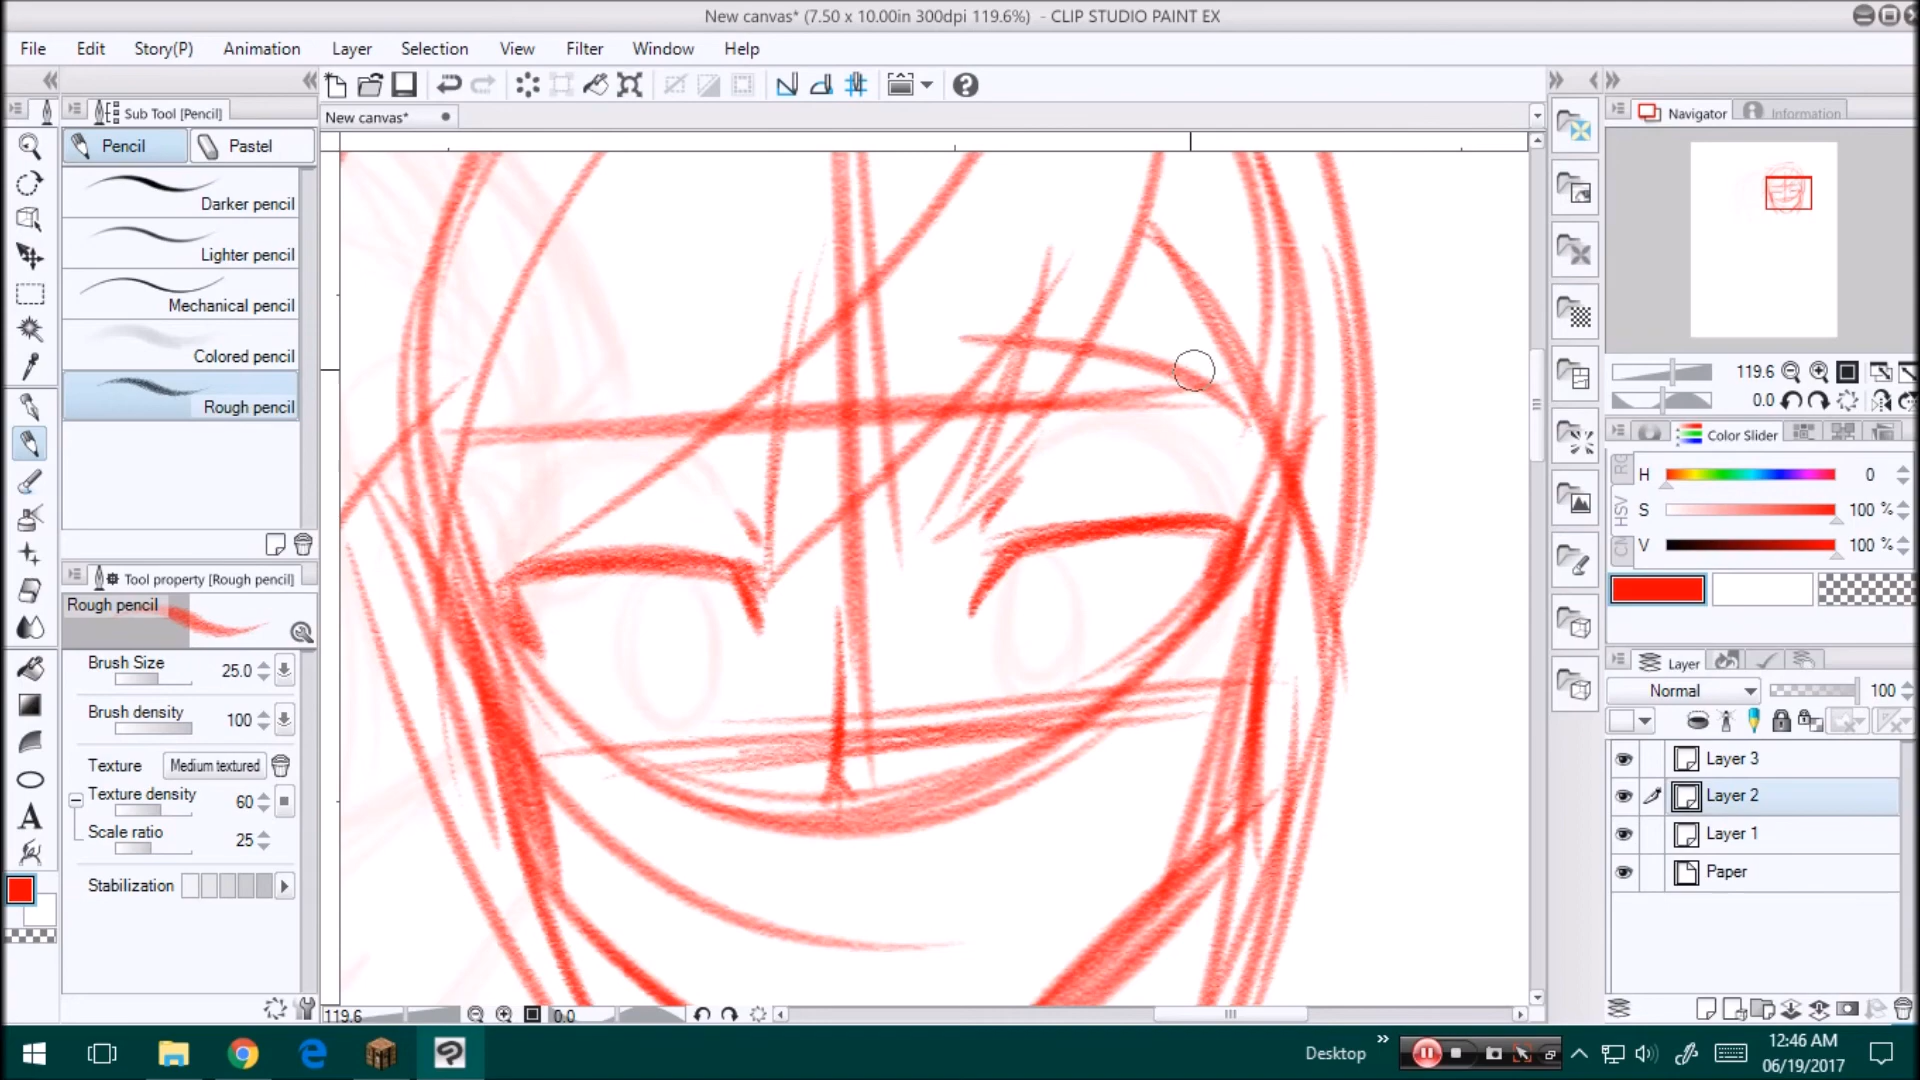 New canvas* (7.50 x 10.00in 300dpi 119.6%) - CLIP STUDIO PAINT EX
File Edit Story(P) Animation Layer Selection View Filter Window Help
Sub Tool [Pencil]
New canvas*
Navigator Information
Pencil Pastel
Darker pencil
Lighter pencil
Mechanical pencil
Colored pencil
Rough pencil
119.6
0.0
Color Slider
HSV
H 0
S 100 %
V 100 %
Tool property [Rough pencil]
Rough pencil
Brush Size 25.0
Brush density 100
Texture Medium textured
Texture density 60
Scale ratio 25
Stabilization
Layer
Normal 100
Layer 3
Layer 2
Layer 1
Paper
119.6 0.0
Desktop
12:46 AM
06/19/2017